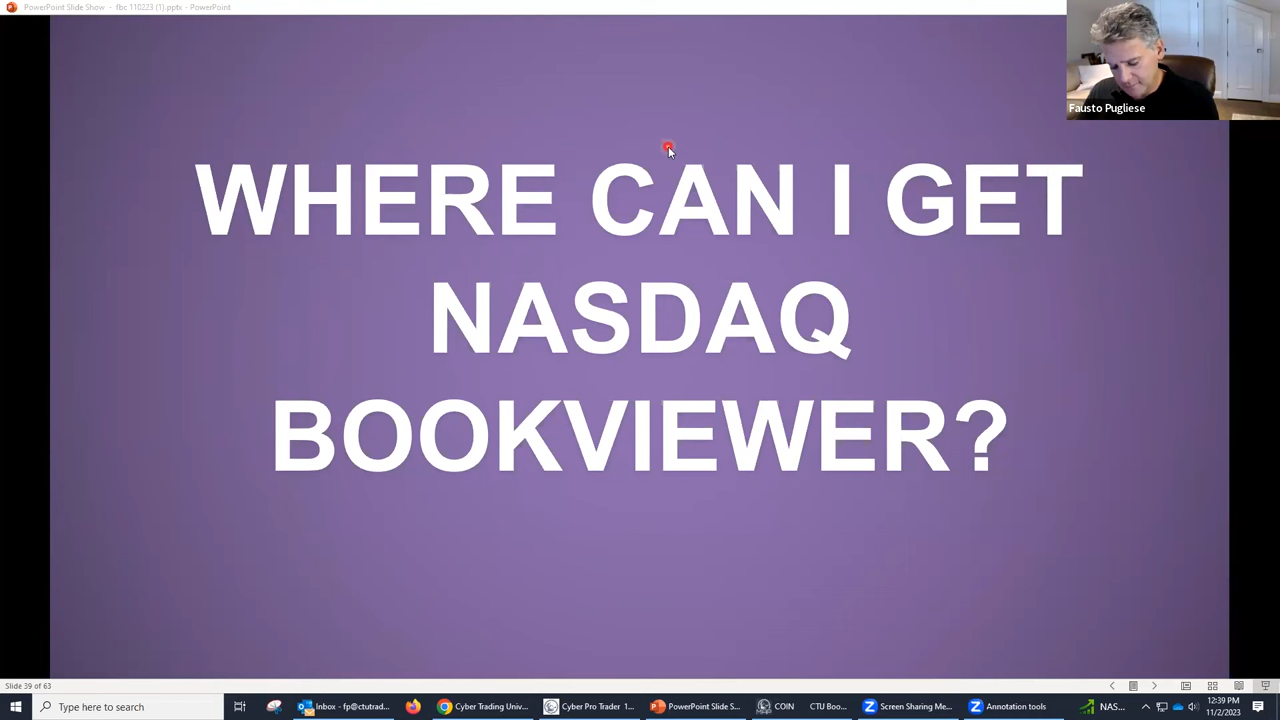 PowerPoint Slide Show - fbc 110223 (1).ppts - PowerPoint
Fausto Pugliese
WHERE CAN I GET
NASDAQ
BOOKVIEWER?
Slide 39 of 63
Type here to search
Inbox - fp@ctutrad...
Cyber Trading Univ...
Cyber Pro Trader 1...
PowerPoint Slide S...
COIN
CTU Boo...
Screen Sharing Me...
Annotation tools
NAS...
12:39 PM
11/2/2023